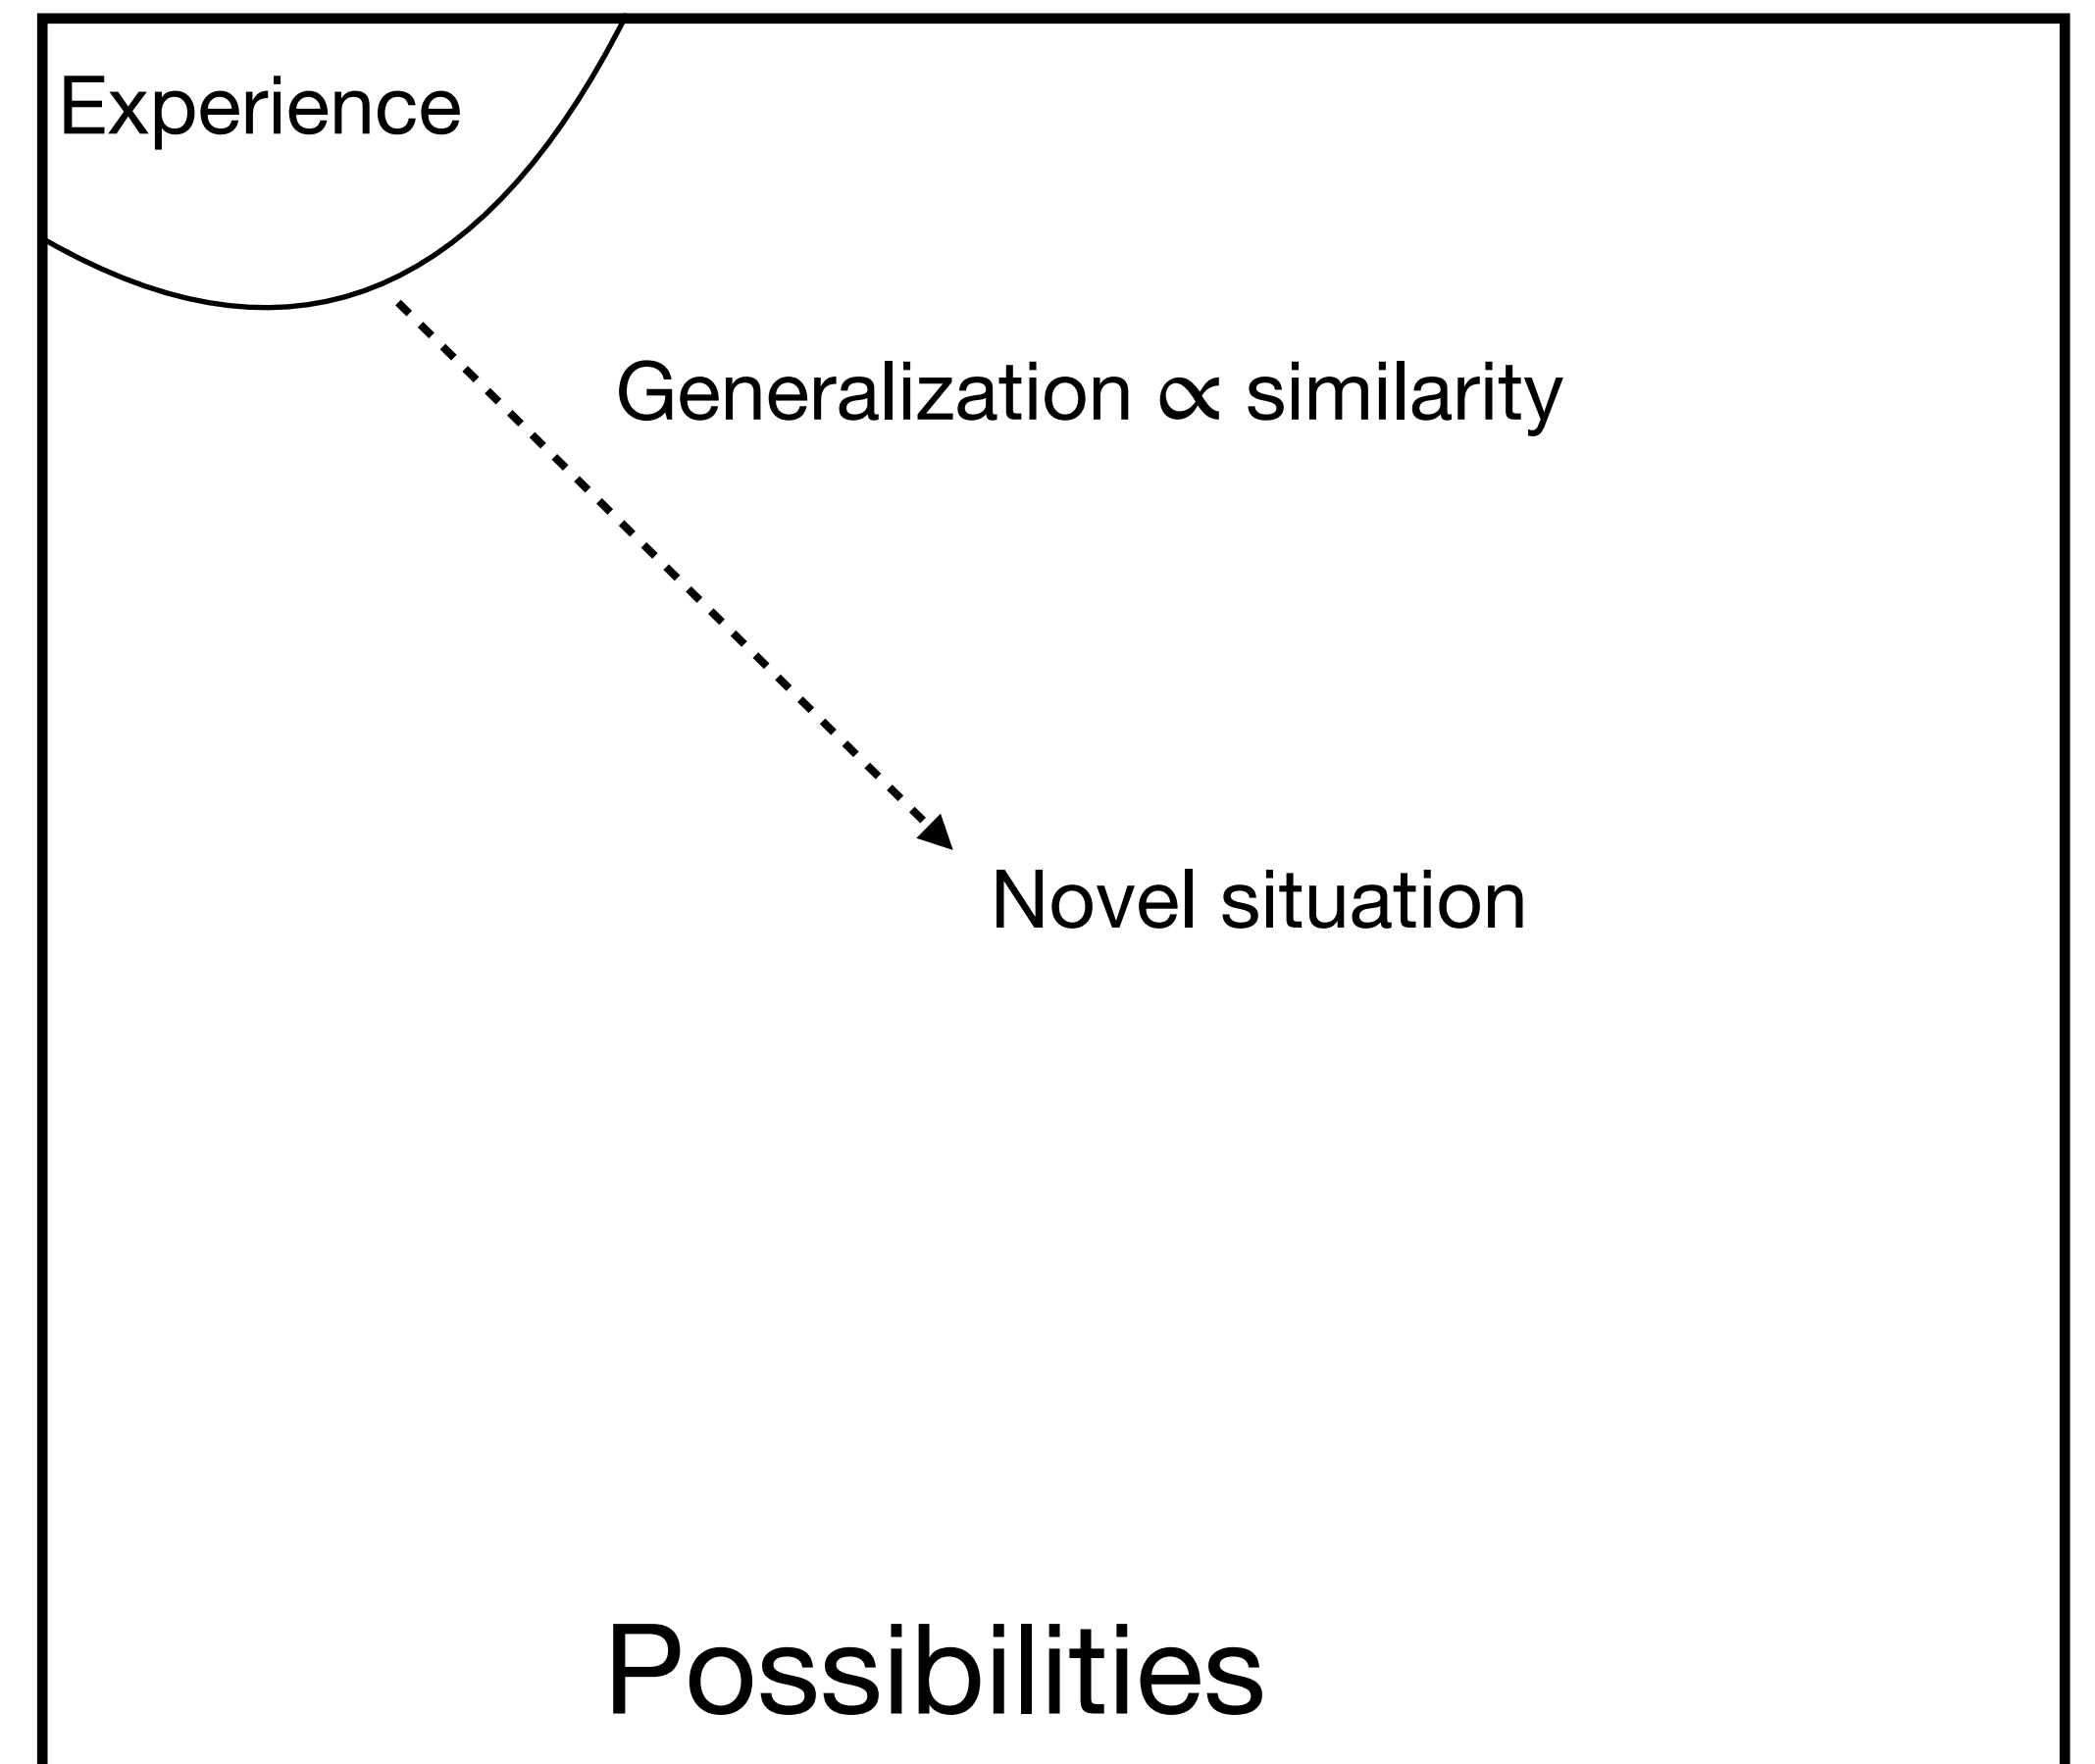 Experience
Generalization ∝ similarity
Novel situation
Possibilities